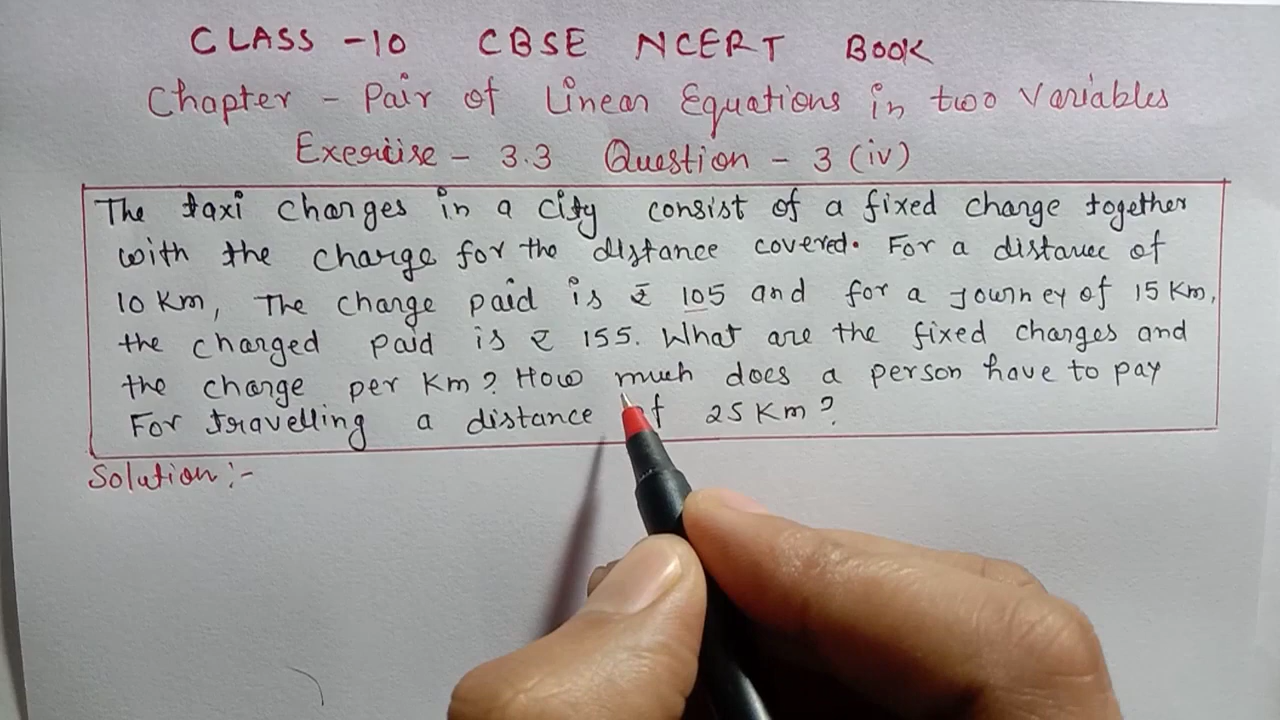 CLASS -10 CBSE NCERT BOOK
Chapter - Pair of Linear Equations in two Variables
Exercise - 3.3 Question - 3 (iv)
The taxi charges in a city consist of a fixed charge together
with the charge for the distance covered. For a distance of
10 Km, The charge paid is ₹ 105 and for a journey of 15 Km,
the charged paid is ₹ 155. What are the fixed charges and
the charge per Km? How much does a person have to pay
For travelling a distance of 25 Km?
Solution :-